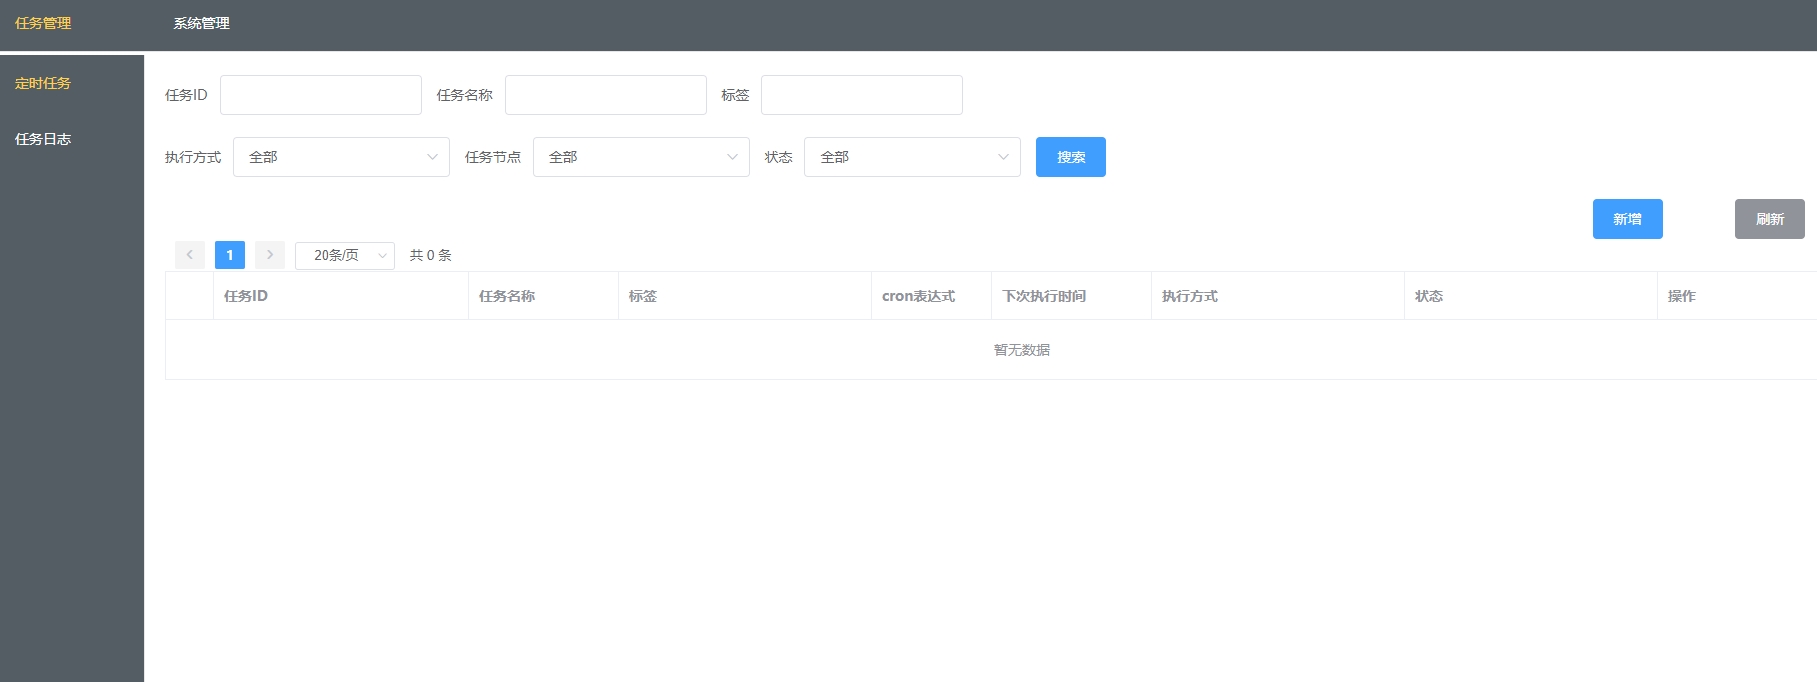 任务管理 系统管理
定时任务
任务日志
任务ID 任务名称 标签
执行方式 全部 任务节点 全部 状态 全部 搜索
新增 刷新
1 20条/页 共 0 条
任务ID 任务名称 标签 cron表达式 下次执行时间 执行方式 状态 操作
暂无数据